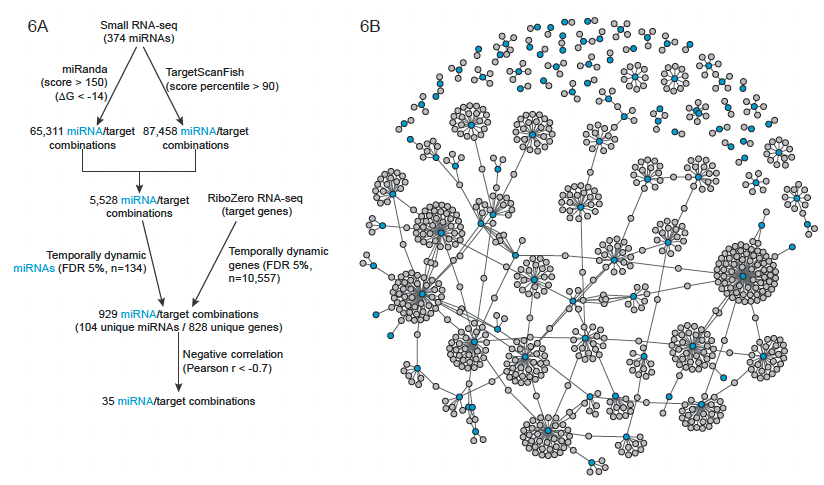 6A
Small RNA-seq
(374 miRNAs)
miRanda
(score > 150)
(ΔG < -14)
TargetScanFish
(score percentile > 90)
65,311 miRNA/target
combinations
87,458 miRNA/target
combinations
5,528 miRNA/target
combinations
RiboZero RNA-seq
(target genes)
Temporally dynamic
miRNAs (FDR 5%, n=134)
Temporally dynamic
genes (FDR 5%,
n=10,557)
929 miRNA/target combinations
(104 unique miRNAs / 828 unique genes)
Negative correlation
(Pearson r < -0.7)
35 miRNA/target combinations
6B